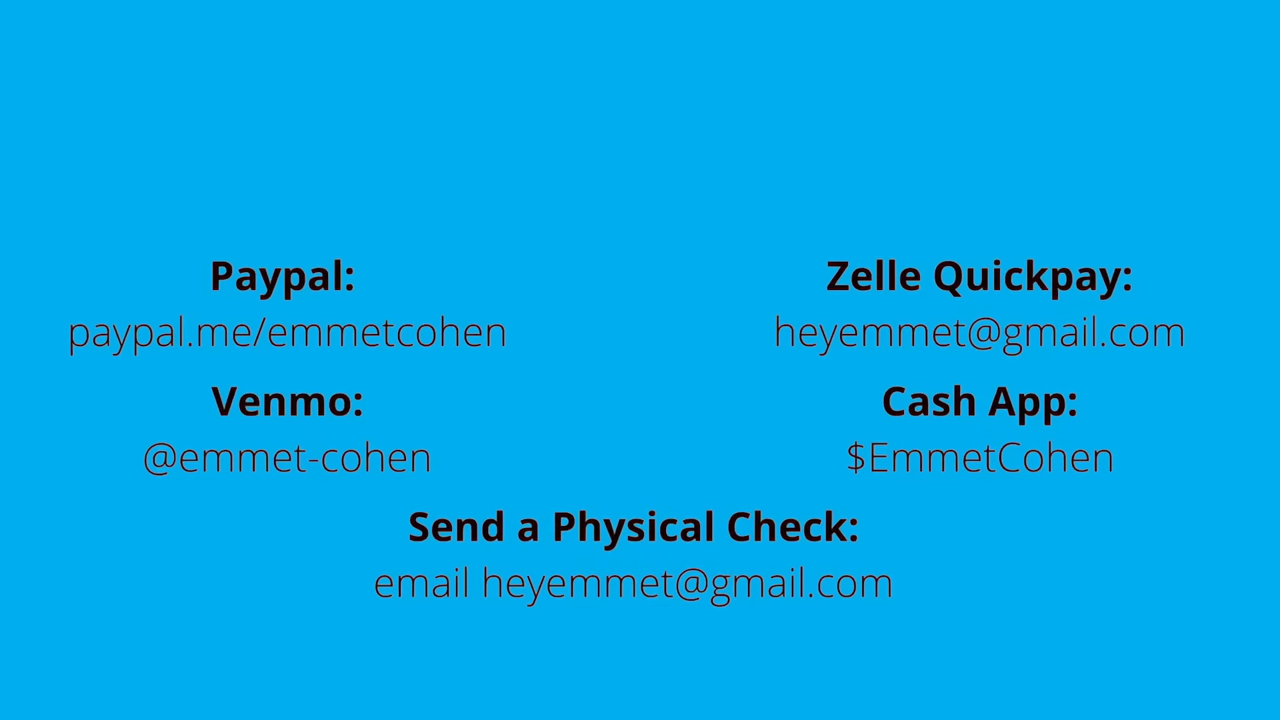 Paypal:
paypal.me/emmetcohen
Venmo:
@emmet-cohen
Zelle Quickpay:
heyemmet@gmail.com
Cash App:
$EmmetCohen
Send a Physical Check:
email heyemmet@gmail.com